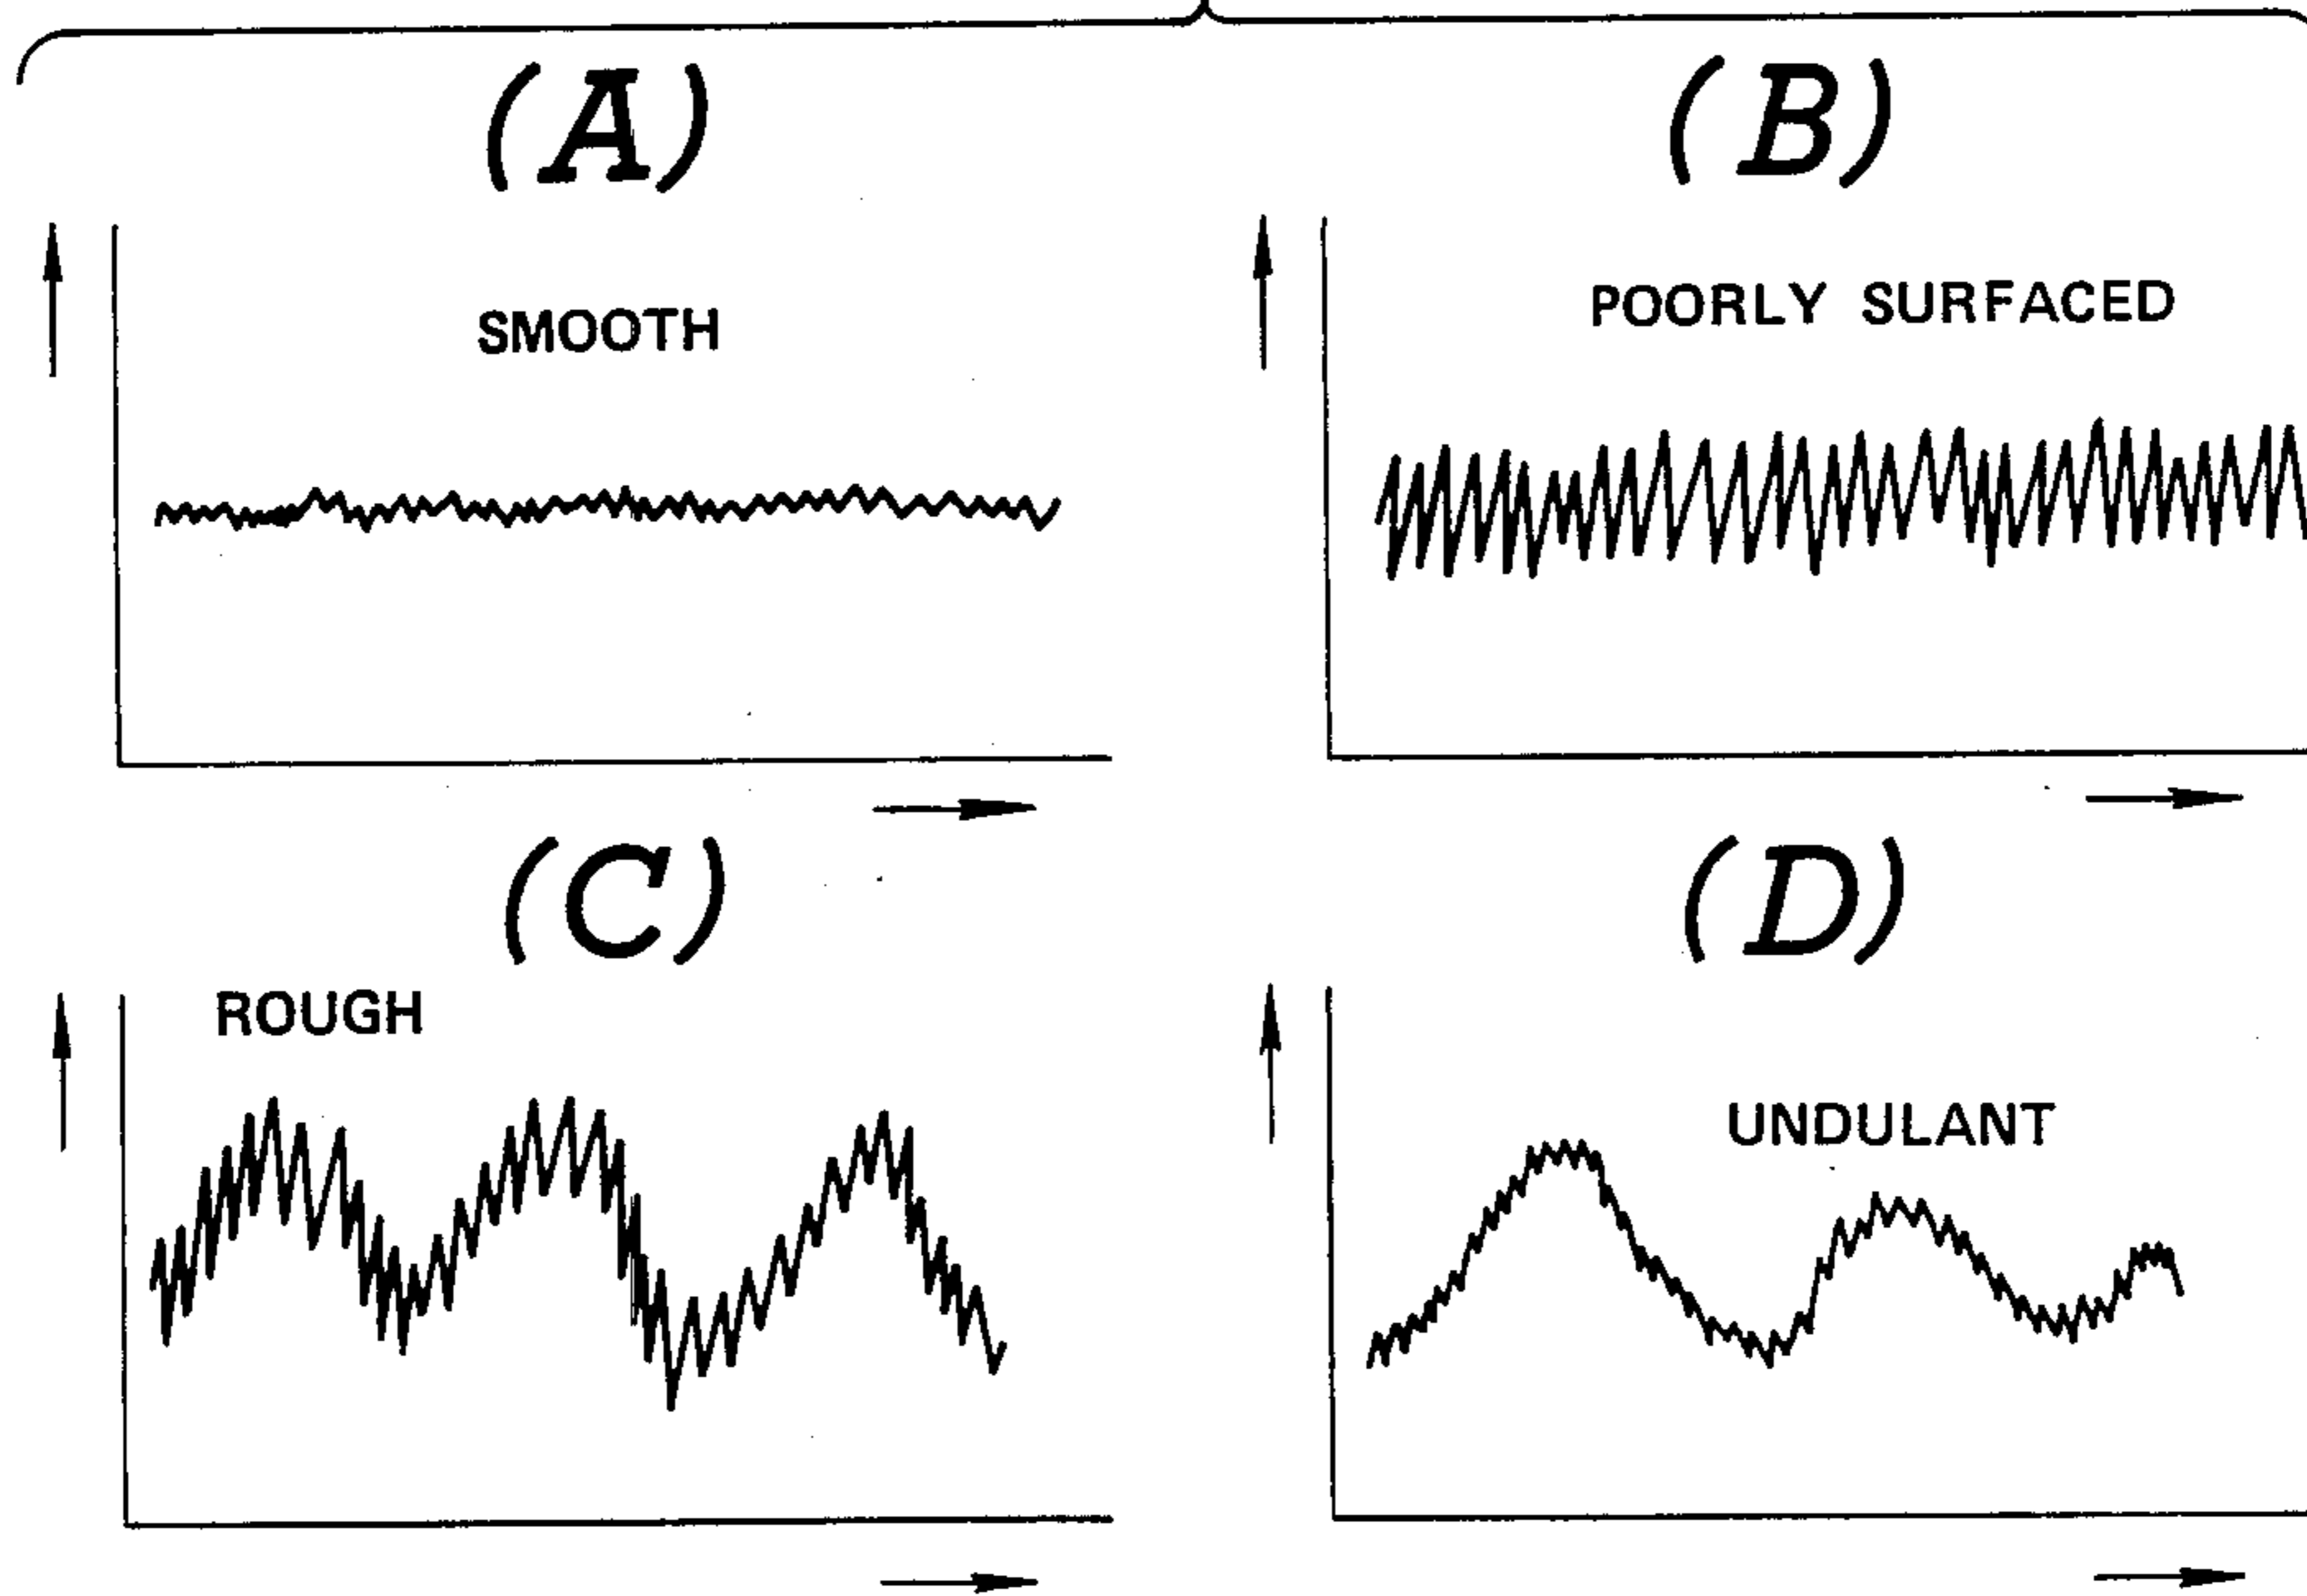 (A)
SMOOTH
(B)
POORLY SURFACED
(C)
ROUGH
(D)
UNDULANT